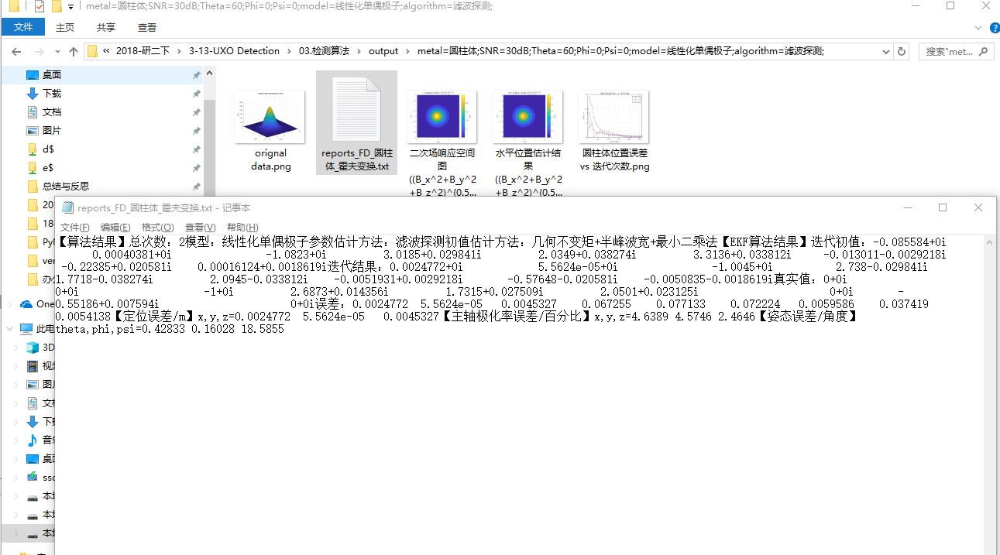 metal=圆柱体;SNR=30dB;Theta=60;Phi=0;Psi=0;model=线性化单偶极子;algorithm=滤波探测;
文件 主页 共享 查看
« 2018-研二下 › 3-13-UXO Detection › 03.检测算法 › output › metal=圆柱体;SNR=30dB;Theta=60;Phi=0;Psi=0;model=线性化单偶极子;algorithm=滤波探测;
搜索"met...
桌面
下载
文档
图片
d$
e$
总结与反思
orignal
data.png
reports_FD_圆柱
体_霍夫变换.txt
二次场响应空间
图
((B_x^2+B_y^2
+B_z^2)^{0.5...
水平位置估计结
果
((B_x^2+B_y^2
+B_z^2)^{0.5...
圆柱体位置误差
vs 迭代次数.png
20
18-
Pyl
ver
办
One
此电
3D
视
图片
文
下载
音
桌面
ssc
本
本
本
reports_FD_圆柱体_霍夫变换.txt - 记事本
文件(F) 编辑(E) 格式(O) 查看(V) 帮助(H)
【算法结果】总次数：2模型：线性化单偶极子参数估计方法：滤波探测初值估计方法：几何不变矩+半峰波宽+最小二乘法【EKF算法结果】迭代初值：-0.085584+0i
0.00040381+0i -1.0823+0i 3.0185+0.029841i 2.0349+0.038274i 3.3136+0.033812i -0.013011-0.0029218i
-0.22385+0.020581i 0.00016124+0.0018619i迭代结果：0.0024772+0i 5.5624e-05+0i -1.0045+0i 2.738-0.029841i
1.7718-0.038274i 2.0945-0.033812i -0.0051931+0.0029218i -0.57648-0.020581i -0.0050835-0.0018619i真实值：0+0i
0+0i -1+0i 2.6873+0.014356i 1.7315+0.027509i 2.0501+0.023125i 0+0i -
0.55186+0.007594i 0+0i误差：0.0024772 5.5624e-05 0.0045327 0.067255 0.077133 0.072224 0.0059586 0.037419
0.0054138【定位误差/m】x,y,z=0.0024772 5.5624e-05 0.0045327【主轴极化率误差/百分比】x,y,z=4.6389 4.5746 2.4646【姿态误差/角度】
theta,phi,psi=0.42833 0.16028 18.5855